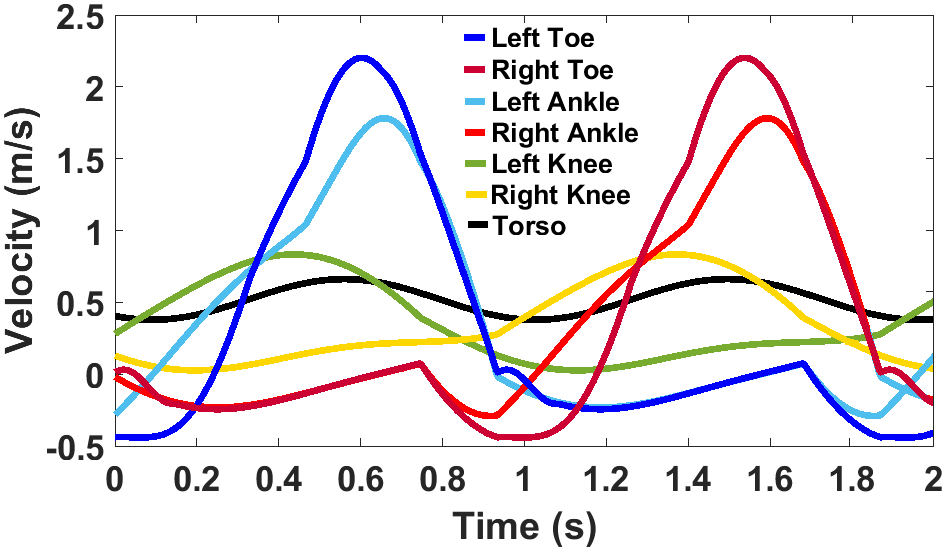 2.5
2
1.5
1
0.5
0
-0.5
Velocity (m/s)
Left Toe
Right Toe
Left Ankle
Right Ankle
Left Knee
Right Knee
Torso
0 0.2 0.4 0.6 0.8 1 1.2 1.4 1.6 1.8 2
Time (s)